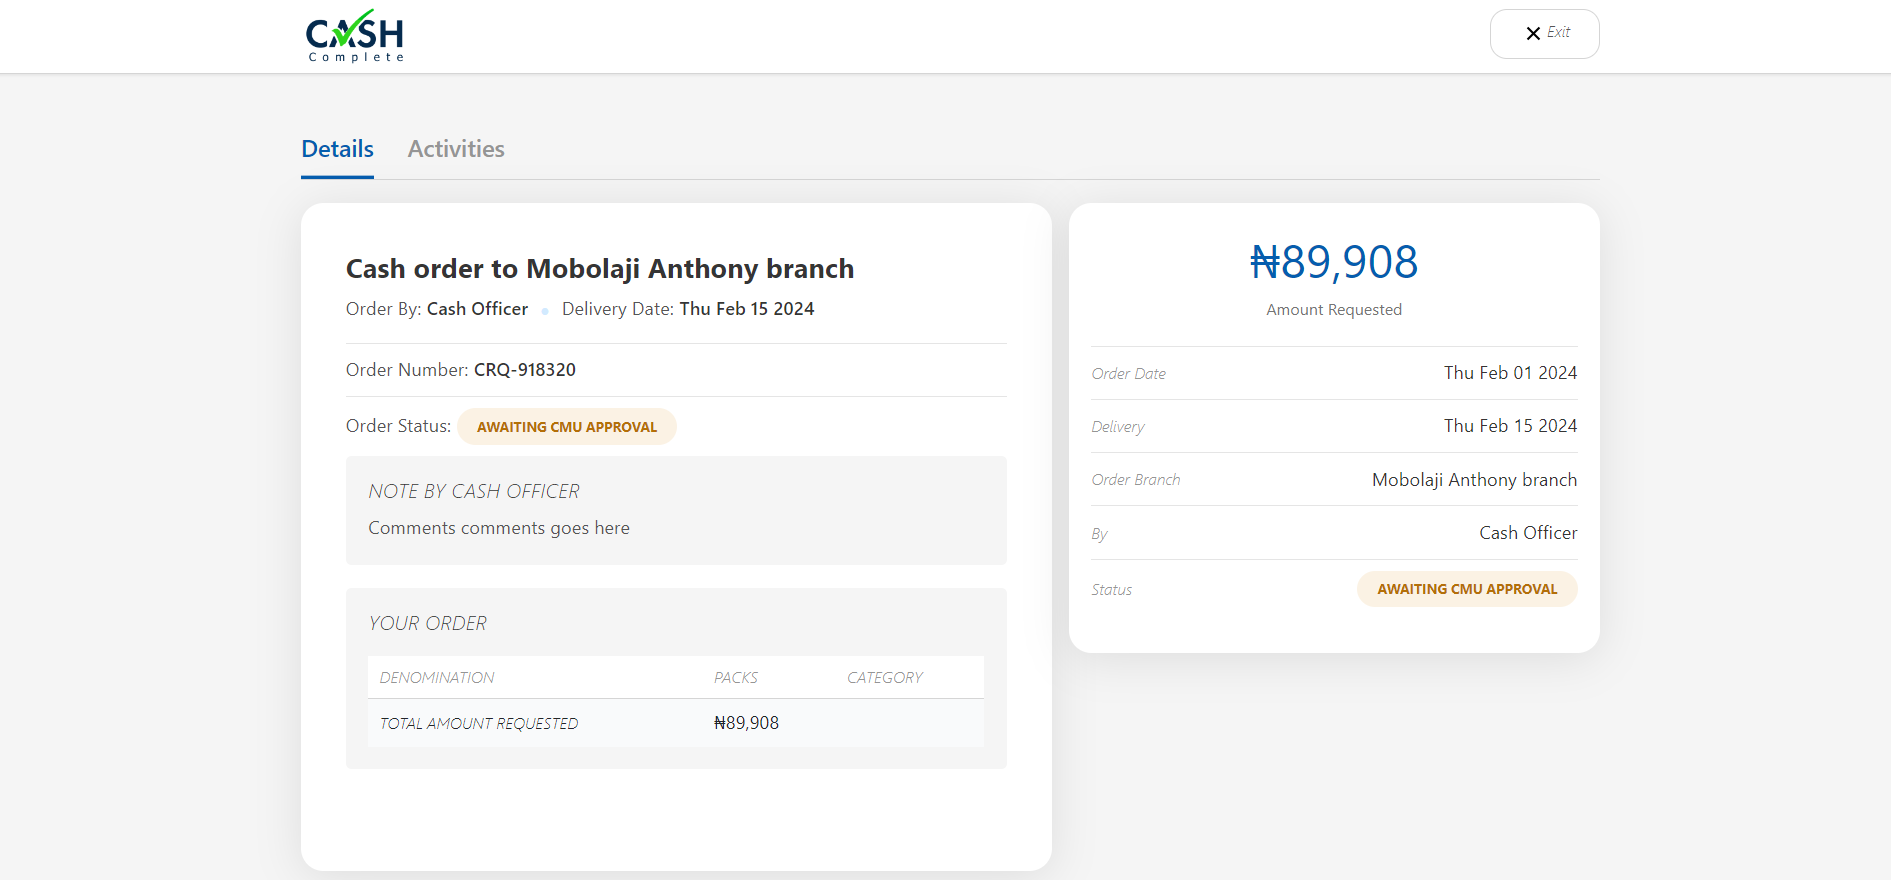 CASH
Complete
Exit
Details Activities
Cash order to Mobolaji Anthony branch
Order By: Cash Officer Delivery Date: Thu Feb 15 2024
Order Number: CRQ-918320
Order Status: AWAITING CMU APPROVAL
NOTE BY CASH OFFICER
Comments comments goes here
YOUR ORDER
DENOMINATION PACKS CATEGORY
TOTAL AMOUNT REQUESTED ₦89,908
₦89,908
Amount Requested
Order Date Thu Feb 01 2024
Delivery Thu Feb 15 2024
Order Branch Mobolaji Anthony branch
By Cash Officer
Status AWAITING CMU APPROVAL